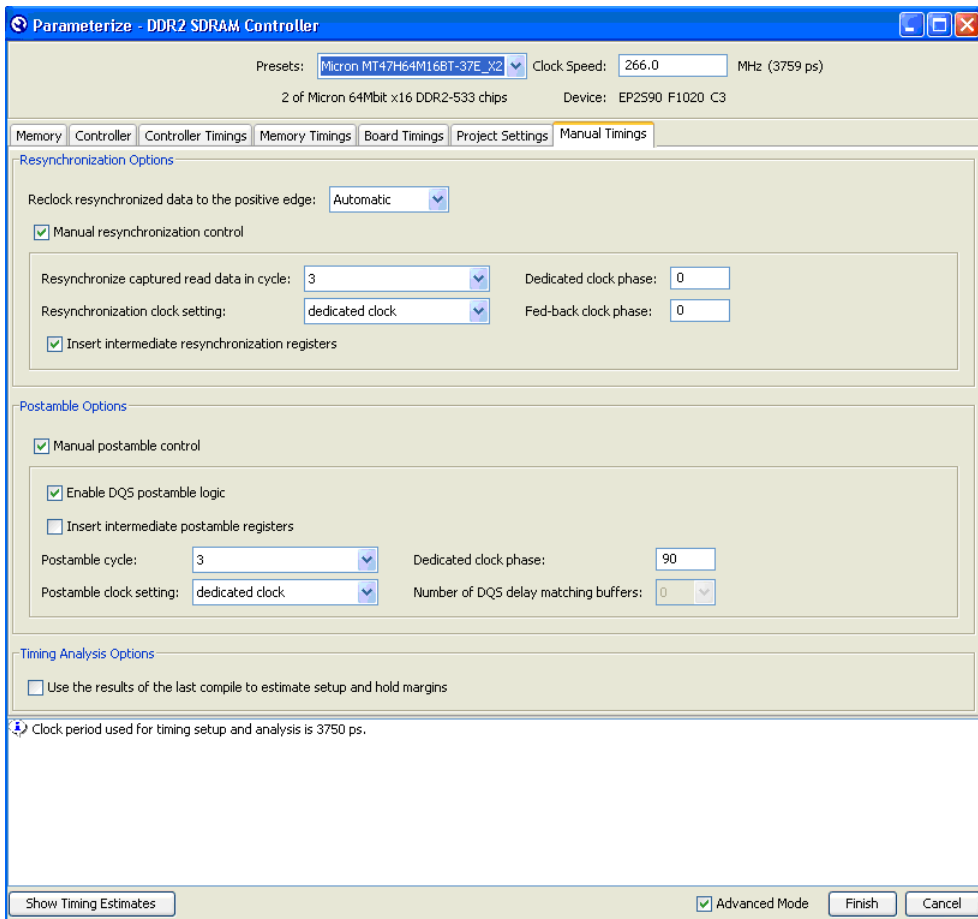 Parameterize - DDR2 SDRAM Controller
Presets: Micron MT47H64M16BT-37E_X2 Clock Speed: 266.0 MHz (3759 ps)
2 of Micron 64Mbit x16 DDR2-533 chips Device: EP2S90 F1020 C3
Memory Controller Controller Timings Memory Timings Board Timings Project Settings Manual Timings
Resynchronization Options
Reclock resynchronized data to the positive edge: Automatic
Manual resynchronization control
Resynchronize captured read data in cycle: 3 Dedicated clock phase: 0
Resynchronization clock setting: dedicated clock Fed-back clock phase: 0
Insert intermediate resynchronization registers
Postamble Options
Manual postamble control
Enable DQS postamble logic
Insert intermediate postamble registers
Postamble cycle: 3 Dedicated clock phase: 90
Postamble clock setting: dedicated clock Number of DQS delay matching buffers: 0
Timing Analysis Options
Use the results of the last compile to estimate setup and hold margins
Clock period used for timing setup and analysis is 3750 ps.
Show Timing Estimates Advanced Mode Finish Cancel